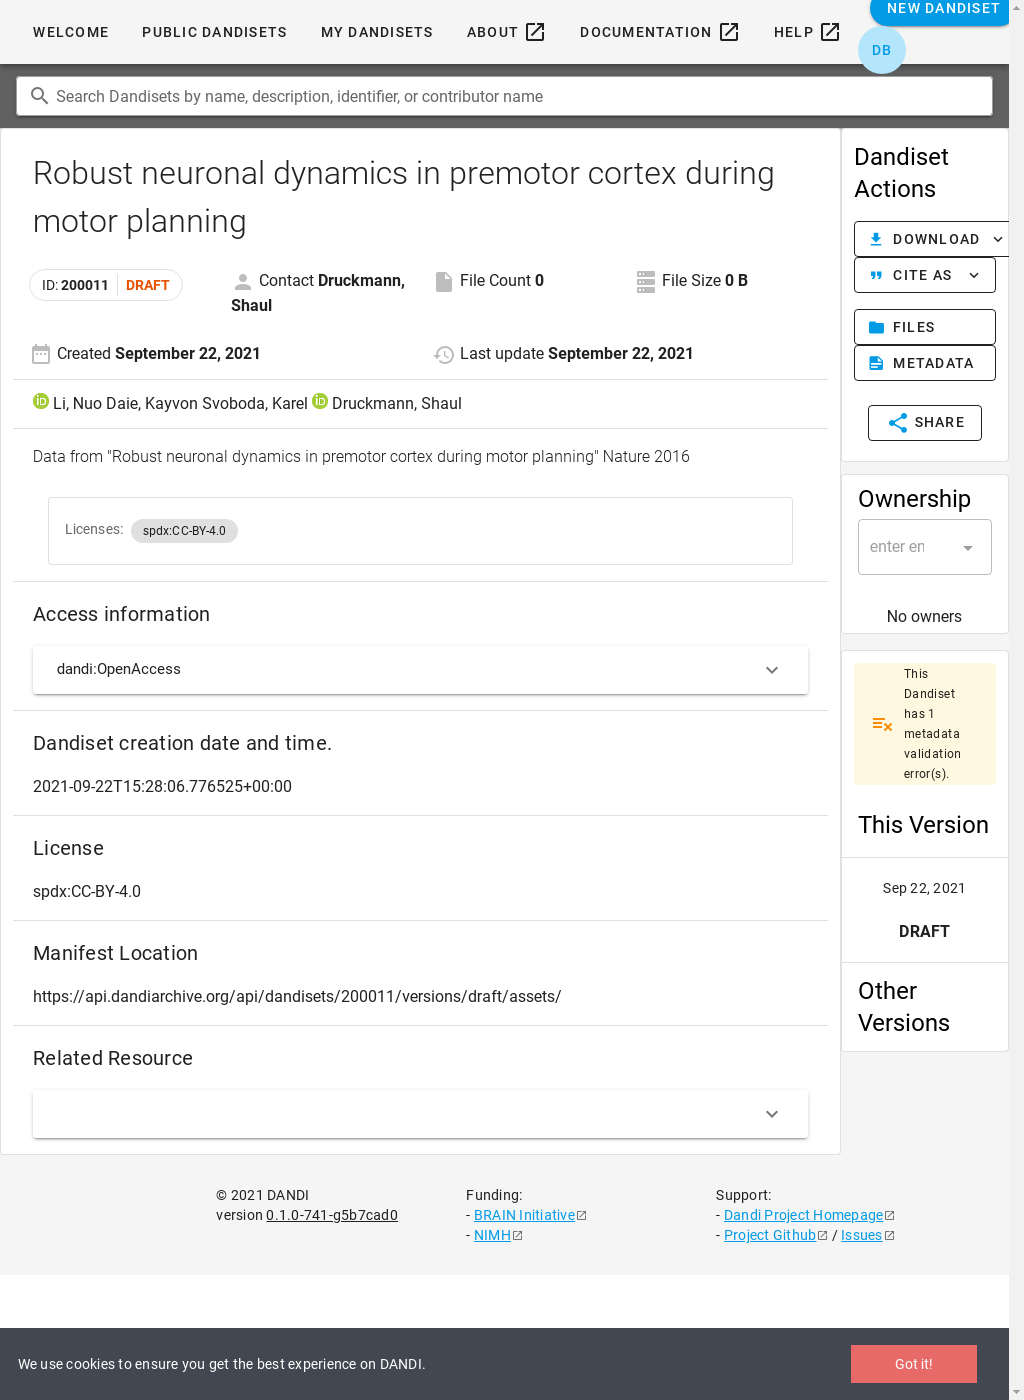 WELCOME PUBLIC DANDISETS MY DANDISETS ABOUT DOCUMENTATION HELP NEW DANDISET
DB
Search Dandisets by name, description, identifier, or contributor name
Robust neuronal dynamics in premotor cortex during
motor planning
ID: 200011 DRAFT
Contact Druckmann,
Shaul
File Count 0
File Size 0 B
Created September 22, 2021
Last update September 22, 2021
Li, Nuo Daie, Kayvon Svoboda, Karel Druckmann, Shaul
Data from "Robust neuronal dynamics in premotor cortex during motor planning" Nature 2016
Licenses: spdx:CC-BY-4.0
Access information
dandi:OpenAccess
Dandiset creation date and time.
2021-09-22T15:28:06.776525+00:00
License
spdx:CC-BY-4.0
Manifest Location
https://api.dandiarchive.org/api/dandisets/200011/versions/draft/assets/
Related Resource
Dandiset
Actions
DOWNLOAD
CITE AS
FILES
METADATA
SHARE
Ownership
enter en
No owners
This
Dandiset
has 1
metadata
validation
error(s).
This Version
Sep 22, 2021
DRAFT
Other
Versions
© 2021 DANDI
version 0.1.0-741-g5b7cad0
Funding:
- BRAIN Initiative
- NIMH
Support:
- Dandi Project Homepage
- Project Github / Issues
We use cookies to ensure you get the best experience on DANDI.
Got it!